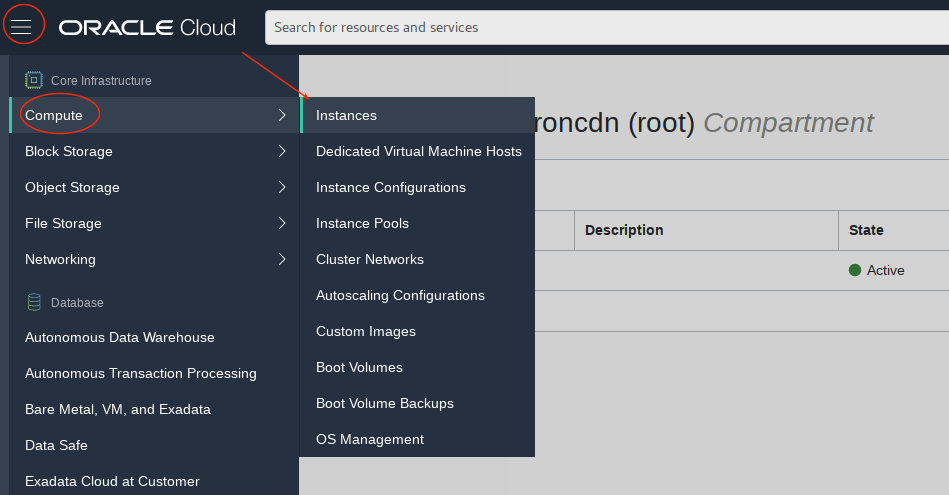 ORACLE Cloud
Search for resources and services
Core Infrastructure
Compute
Block Storage
Object Storage
File Storage
Networking
Database
Autonomous Data Warehouse
Autonomous Transaction Processing
Bare Metal, VM, and Exadata
Data Safe
Exadata Cloud at Customer
Instances
Dedicated Virtual Machine Hosts
Instance Configurations
Instance Pools
Cluster Networks
Autoscaling Configurations
Custom Images
Boot Volumes
Boot Volume Backups
OS Management
roncdn (root) Compartment
Description State
Active